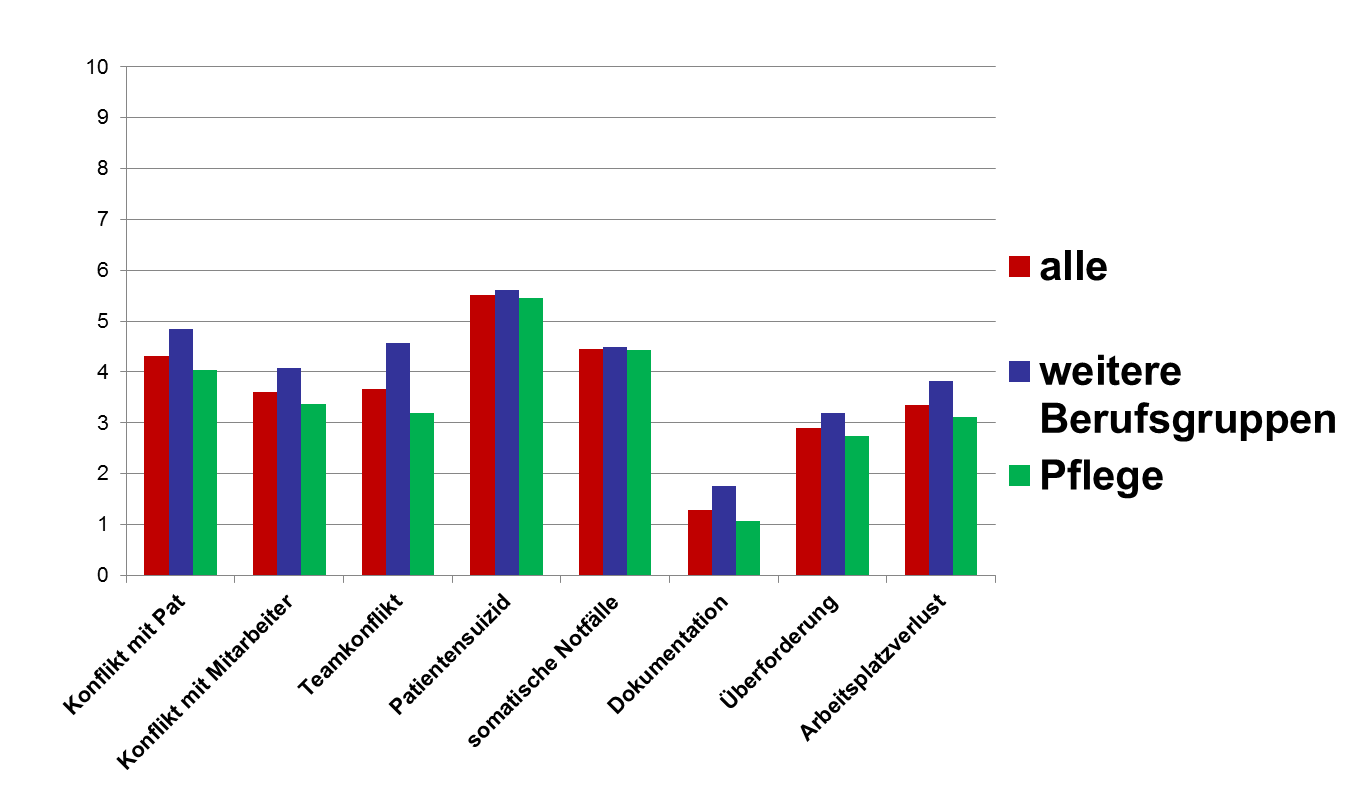 10
9
8
7
6
5
4
3
2
1
0
Konflikt mit Pat
Konflikt mit Mitarbeiter
Teamkonflikt
Patientensuizid
somatische Notfälle
Dokumentation
Überforderung
Arbeitsplatzverlust
alle
weitere
Berufsgruppen
Pflege